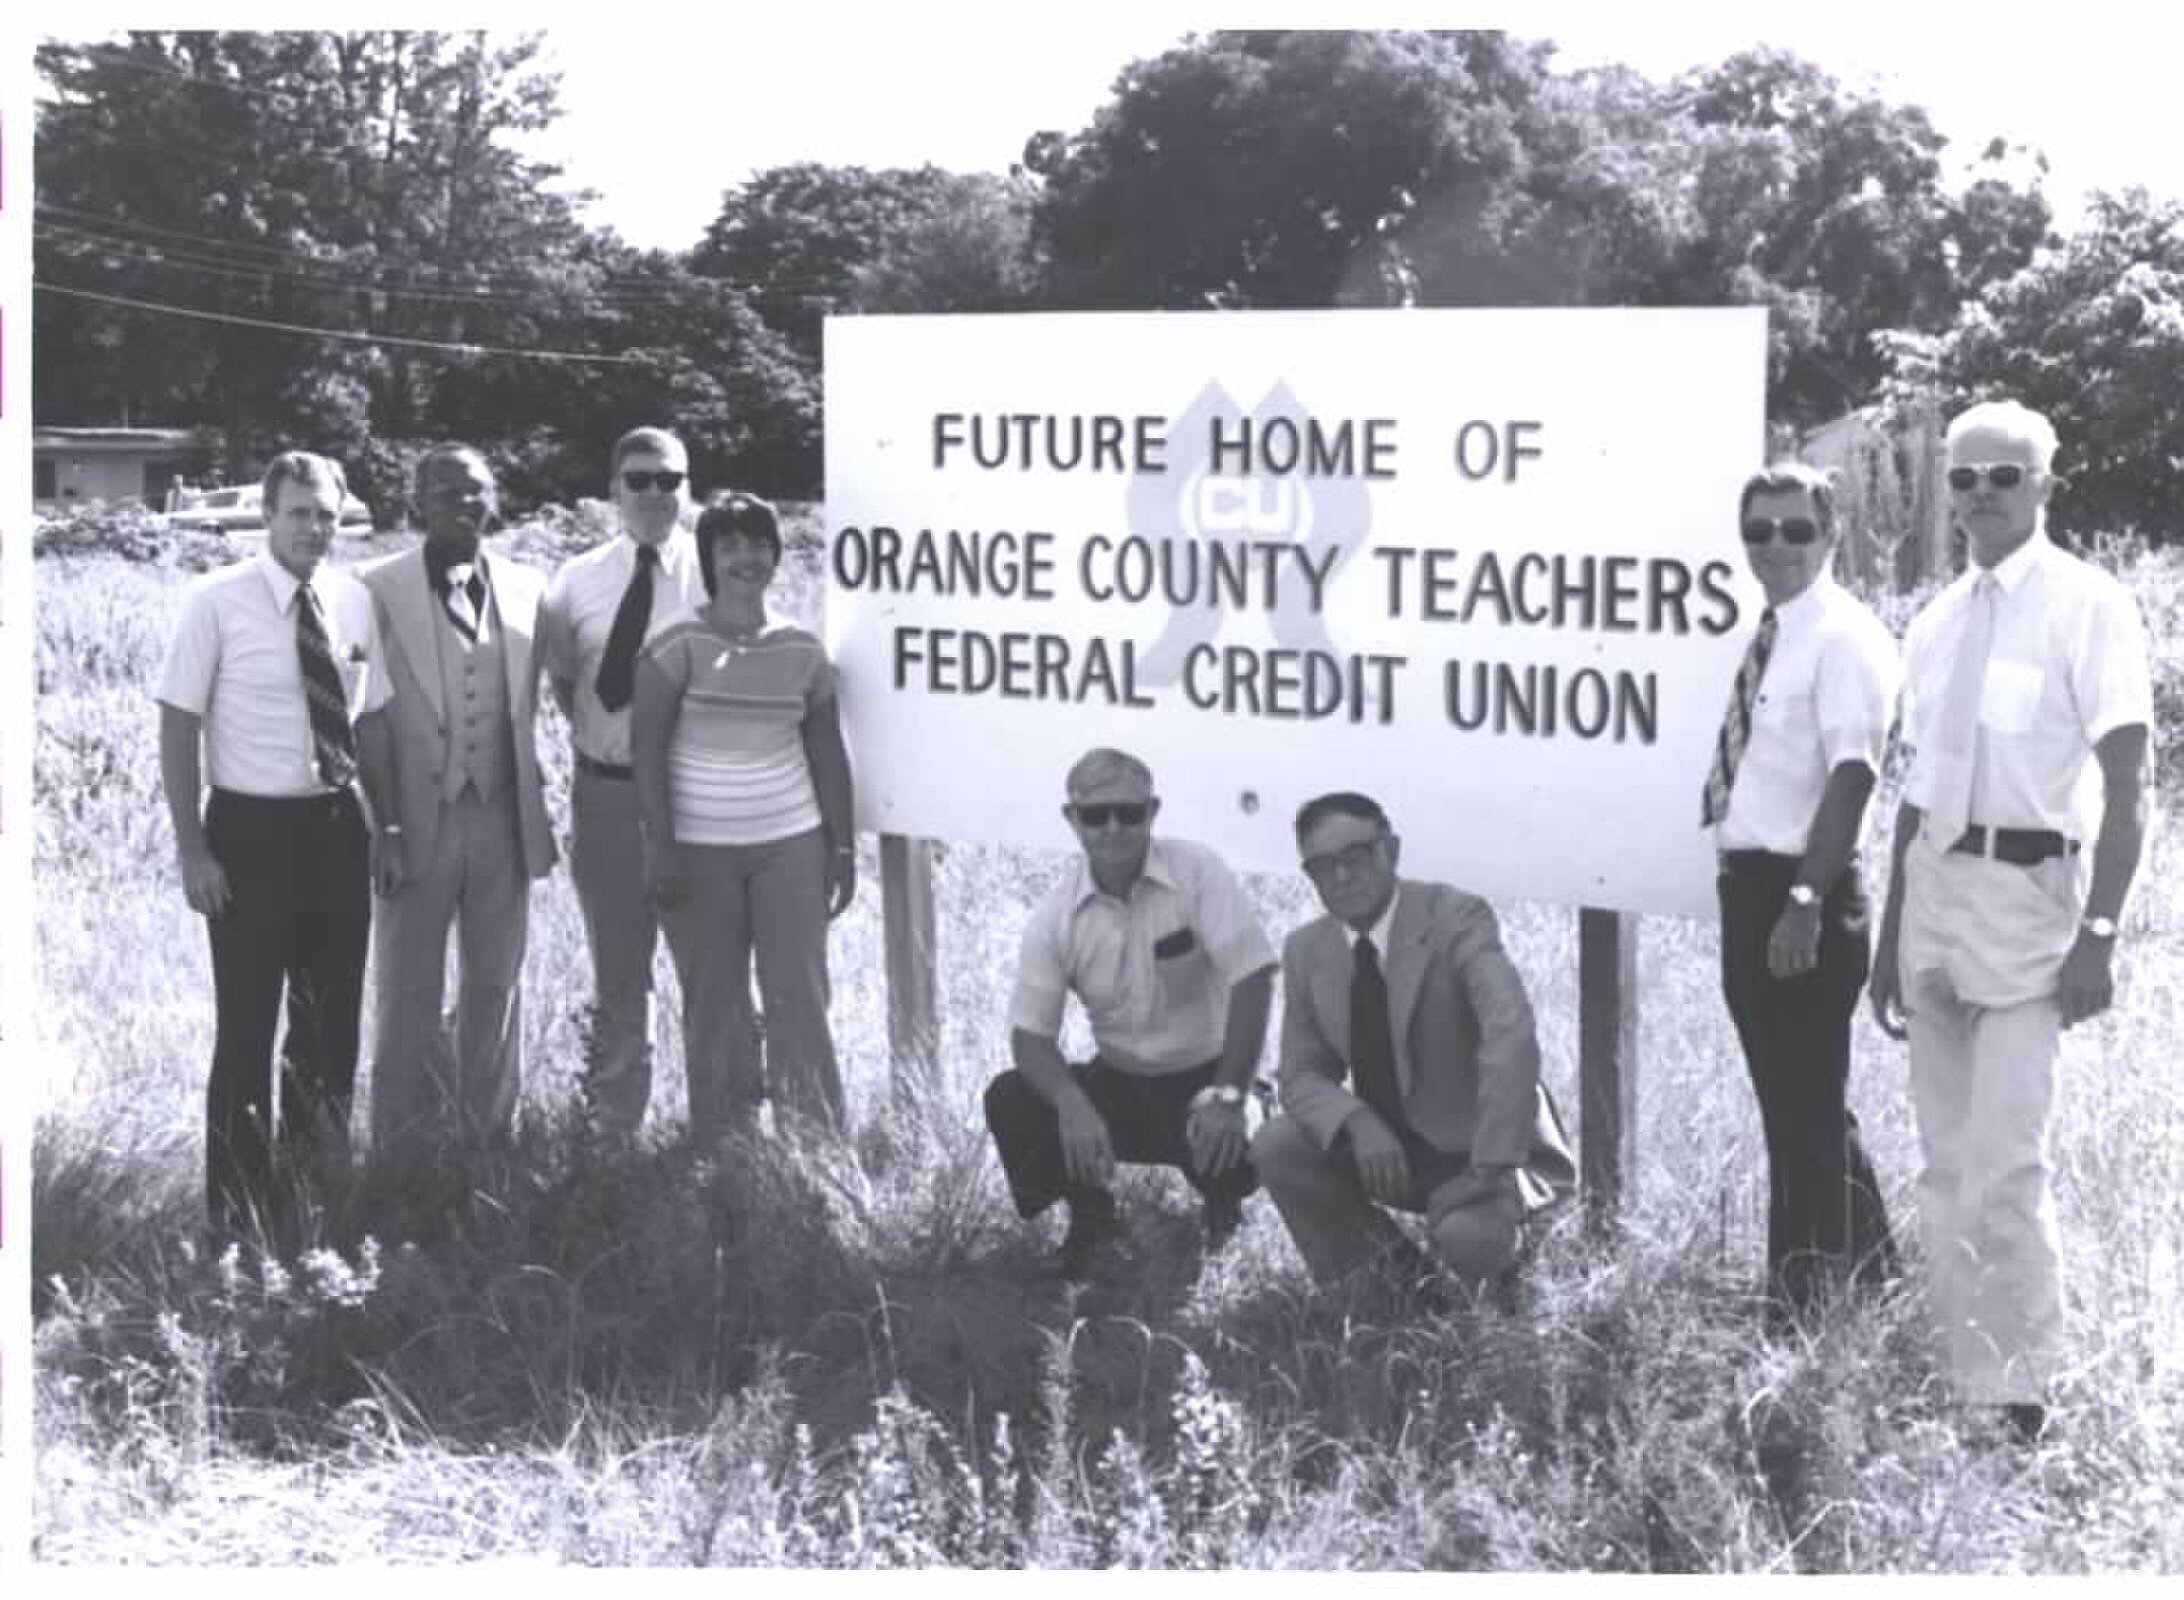 FUTURE HOME OF
CU
ORANGE COUNTY TEACHERS
FEDERAL CREDIT UNION